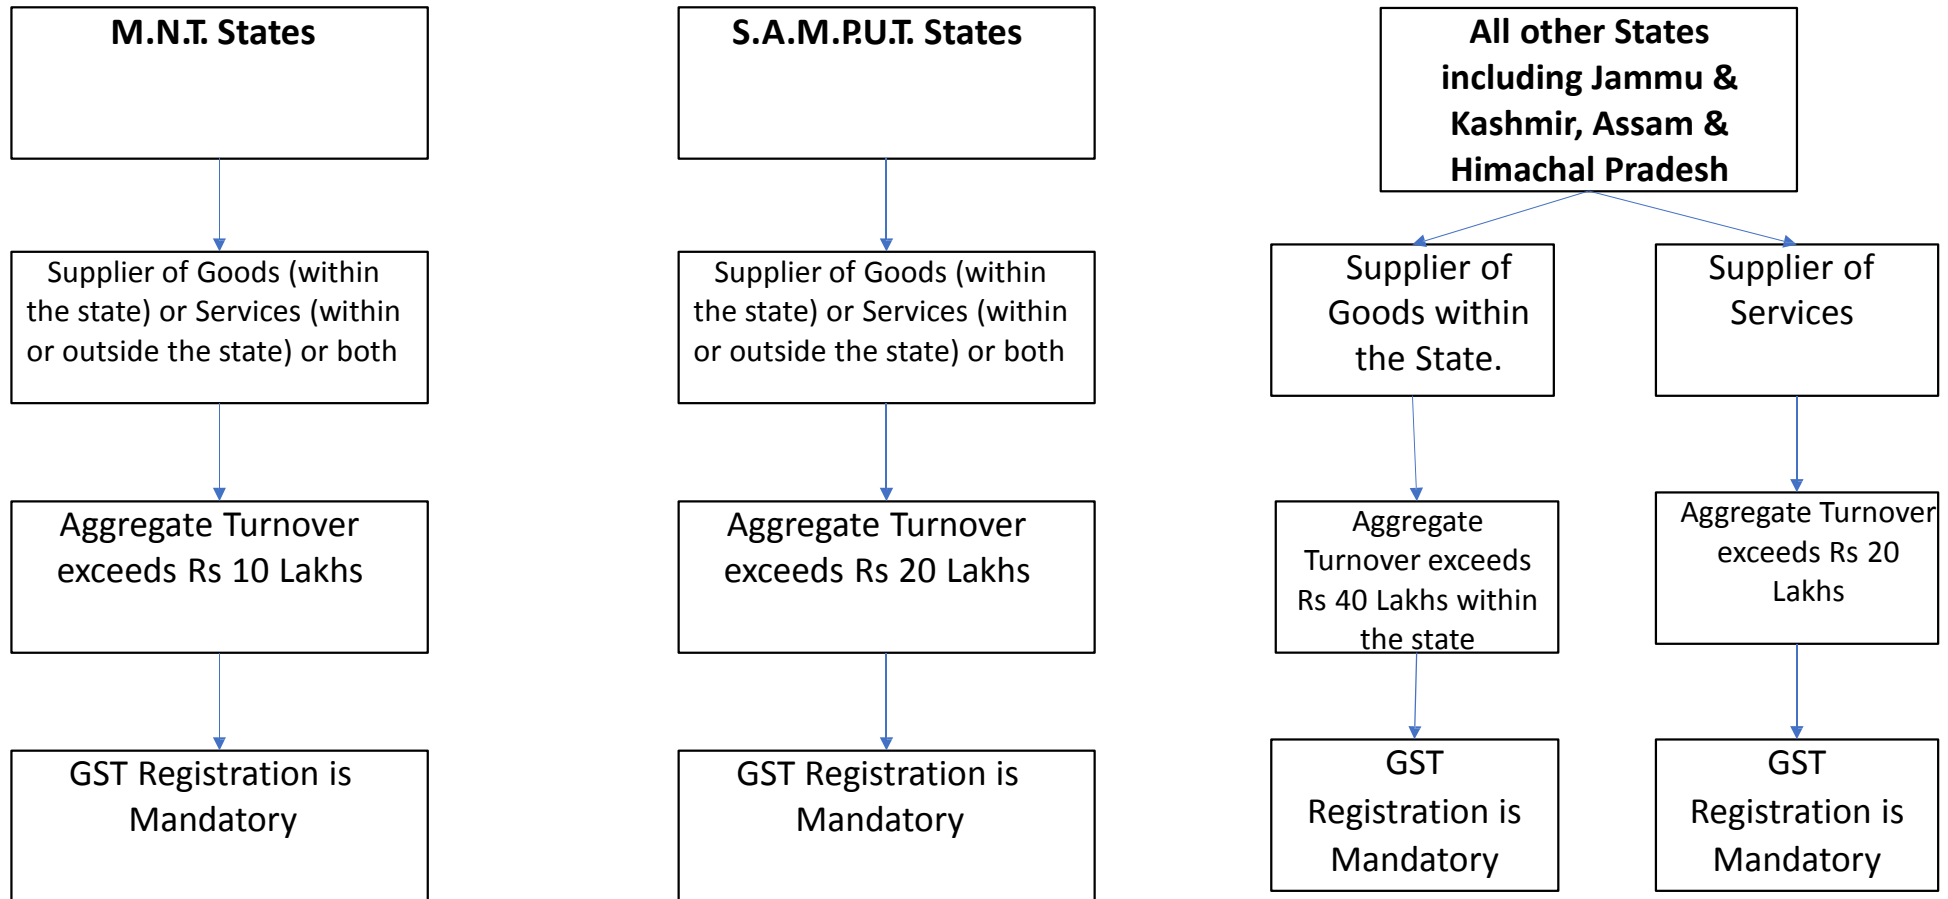 M.N.T. States
Supplier of Goods (within
the state) or Services (within
or outside the state) or both
Aggregate Turnover
exceeds Rs 10 Lakhs
GST Registration is
Mandatory
S.A.M.P.U.T. States
Supplier of Goods (within
the state) or Services (within
or outside the state) or both
Aggregate Turnover
exceeds Rs 20 Lakhs
GST Registration is
Mandatory
All other States
including Jammu &
Kashmir, Assam &
Himachal Pradesh
Supplier of
Goods within
the State.
Aggregate
Turnover exceeds
Rs 40 Lakhs within
the state
GST
Registration is
Mandatory
Supplier of
Services
Aggregate Turnover
exceeds Rs 20
Lakhs
GST
Registration is
Mandatory